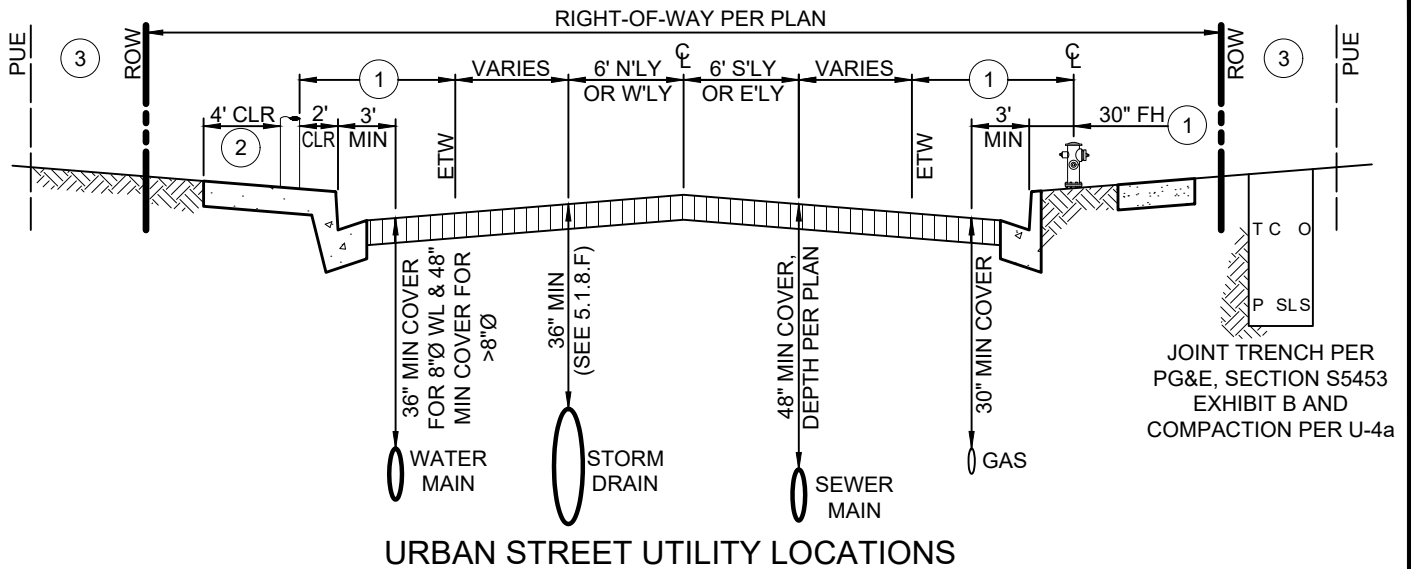 RIGHT-OF-WAY PER PLAN
PUE
3
ROW
1
VARIES
6' N'LY
OR W'LY
℄
6' S'LY
OR E'LY
VARIES
1
℄
ROW
3
PUE
4' CLR
2
2'
CLR
3'
MIN
ETW
ETW
3'
MIN
30" FH
1
36" MIN COVER
FOR 8"Ø WL & 48"
MIN COVER FOR
>8"Ø
36" MIN
(SEE 5.1.8.F)
48" MIN COVER,
DEPTH PER PLAN
30" MIN COVER
T C O
P SLS
JOINT TRENCH PER
PG&E, SECTION S5453
EXHIBIT B AND
COMPACTION PER U-4a
WATER
MAIN
STORM
DRAIN
SEWER
MAIN
GAS
URBAN STREET UTILITY LOCATIONS